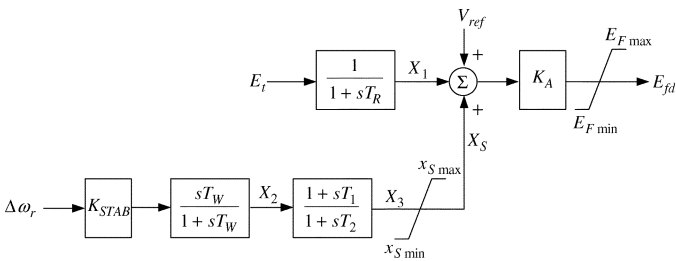 V_ref
E_t
1
1 + sT_R
X_1
+
Σ
+
K_A
E_F max
E_F min
E_fd
X_S
Δω_r
K_STAB
sT_W
1 + sT_W
X_2
1 + sT_1
1 + sT_2
X_3
x_S max
x_S min